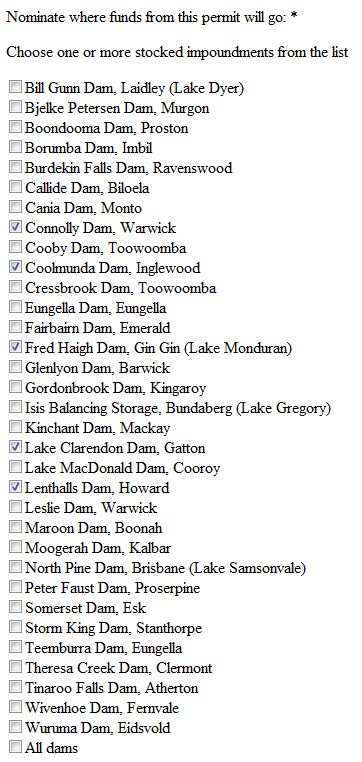 Nominate where funds from this permit will go: *
Choose one or more stocked impoundments from the list
Bill Gunn Dam, Laidley (Lake Dyer)
Bjelke Petersen Dam, Murgon
Boondooma Dam, Proston
Borumba Dam, Imbil
Burdekin Falls Dam, Ravenswood
Callide Dam, Biloela
Cania Dam, Monto
Connolly Dam, Warwick
Cooby Dam, Toowoomba
Coolmunda Dam, Inglewood
Cressbrook Dam, Toowoomba
Eungella Dam, Eungella
Fairbairn Dam, Emerald
Fred Haigh Dam, Gin Gin (Lake Monduran)
Glenlyon Dam, Barwick
Gordonbrook Dam, Kingaroy
Isis Balancing Storage, Bundaberg (Lake Gregory)
Kinchant Dam, Mackay
Lake Clarendon Dam, Gatton
Lake MacDonald Dam, Cooroy
Lenthalls Dam, Howard
Leslie Dam, Warwick
Maroon Dam, Boonah
Moogerah Dam, Kalbar
North Pine Dam, Brisbane (Lake Samsonvale)
Peter Faust Dam, Proserpine
Somerset Dam, Esk
Storm King Dam, Stanthorpe
Teemburra Dam, Eungella
Theresa Creek Dam, Clermont
Tinaroo Falls Dam, Atherton
Wivenhoe Dam, Fernvale
Wuruma Dam, Eidsvold
All dams